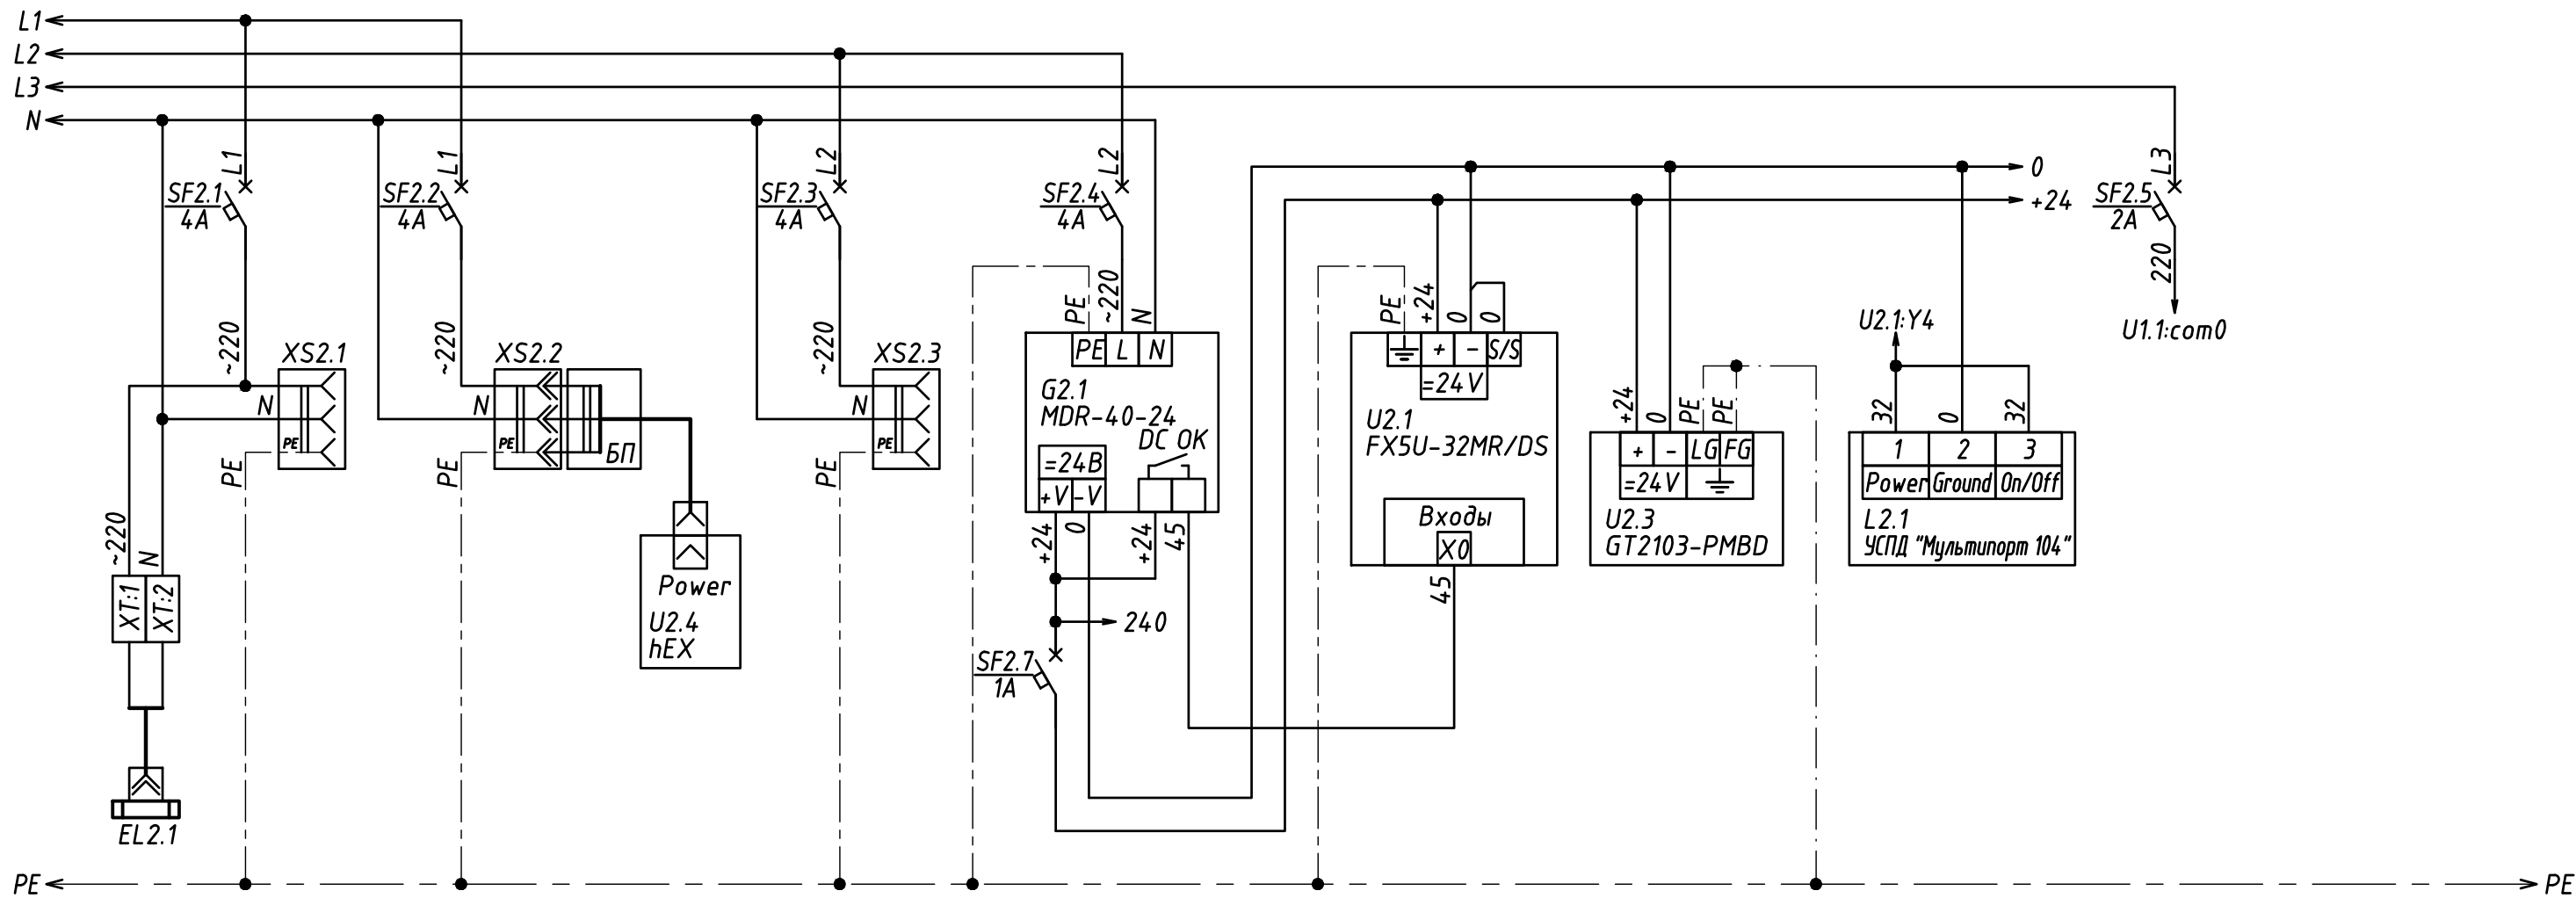 L1
L2
L3
N
L1
L1
L2
L2
L3
0
+24
SF2.1
4A
SF2.2
4A
SF2.3
4A
SF2.4
4A
SF2.5
2A
~220
~220
~220
PE
~220
N
PE
+24
0
0
220
U1.1:com0
U2.1:Y4
XS2.1
N
PE
PE
XS2.2
N
PE
PE
БП
XS2.3
N
PE
PE
PE L N
G2.1
MDR-40-24
DC OK
=24В
+V -V
+24
0
+24
45
+ - S/S
=24V
U2.1
FX5U-32MR/DS
Входы
X0
45
+24
0
PE
PE
+ - LG FG
=24V
U2.3
GT2103-PMBD
32
0
32
1 2 3
Power Ground On/Off
L2.1
УСПД "Мультипорт 104"
~220
N
XT:1
XT:2
EL2.1
Power
U2.4
hEX
240
SF2.7
1A
PE
PE